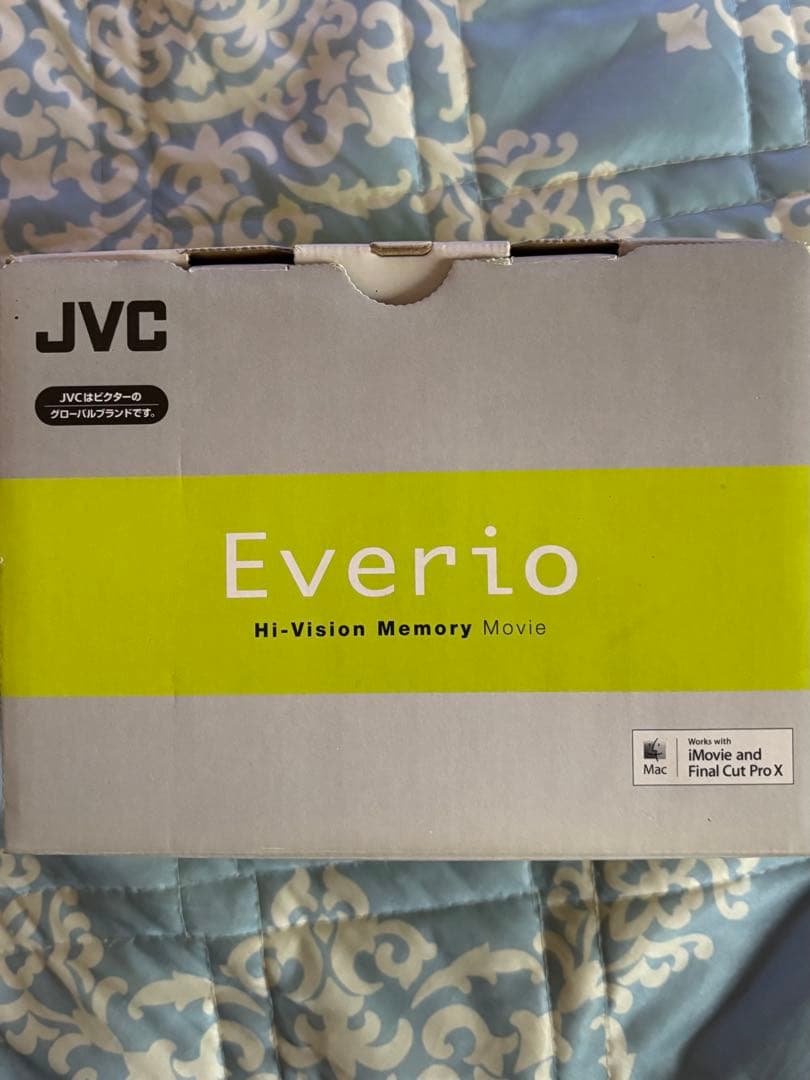 JVC
JVCはビクターの
グローバルブランドです。
Everio
Hi-Vision Memory Movie
Mac
Works with
iMovie and
Final Cut Pro X